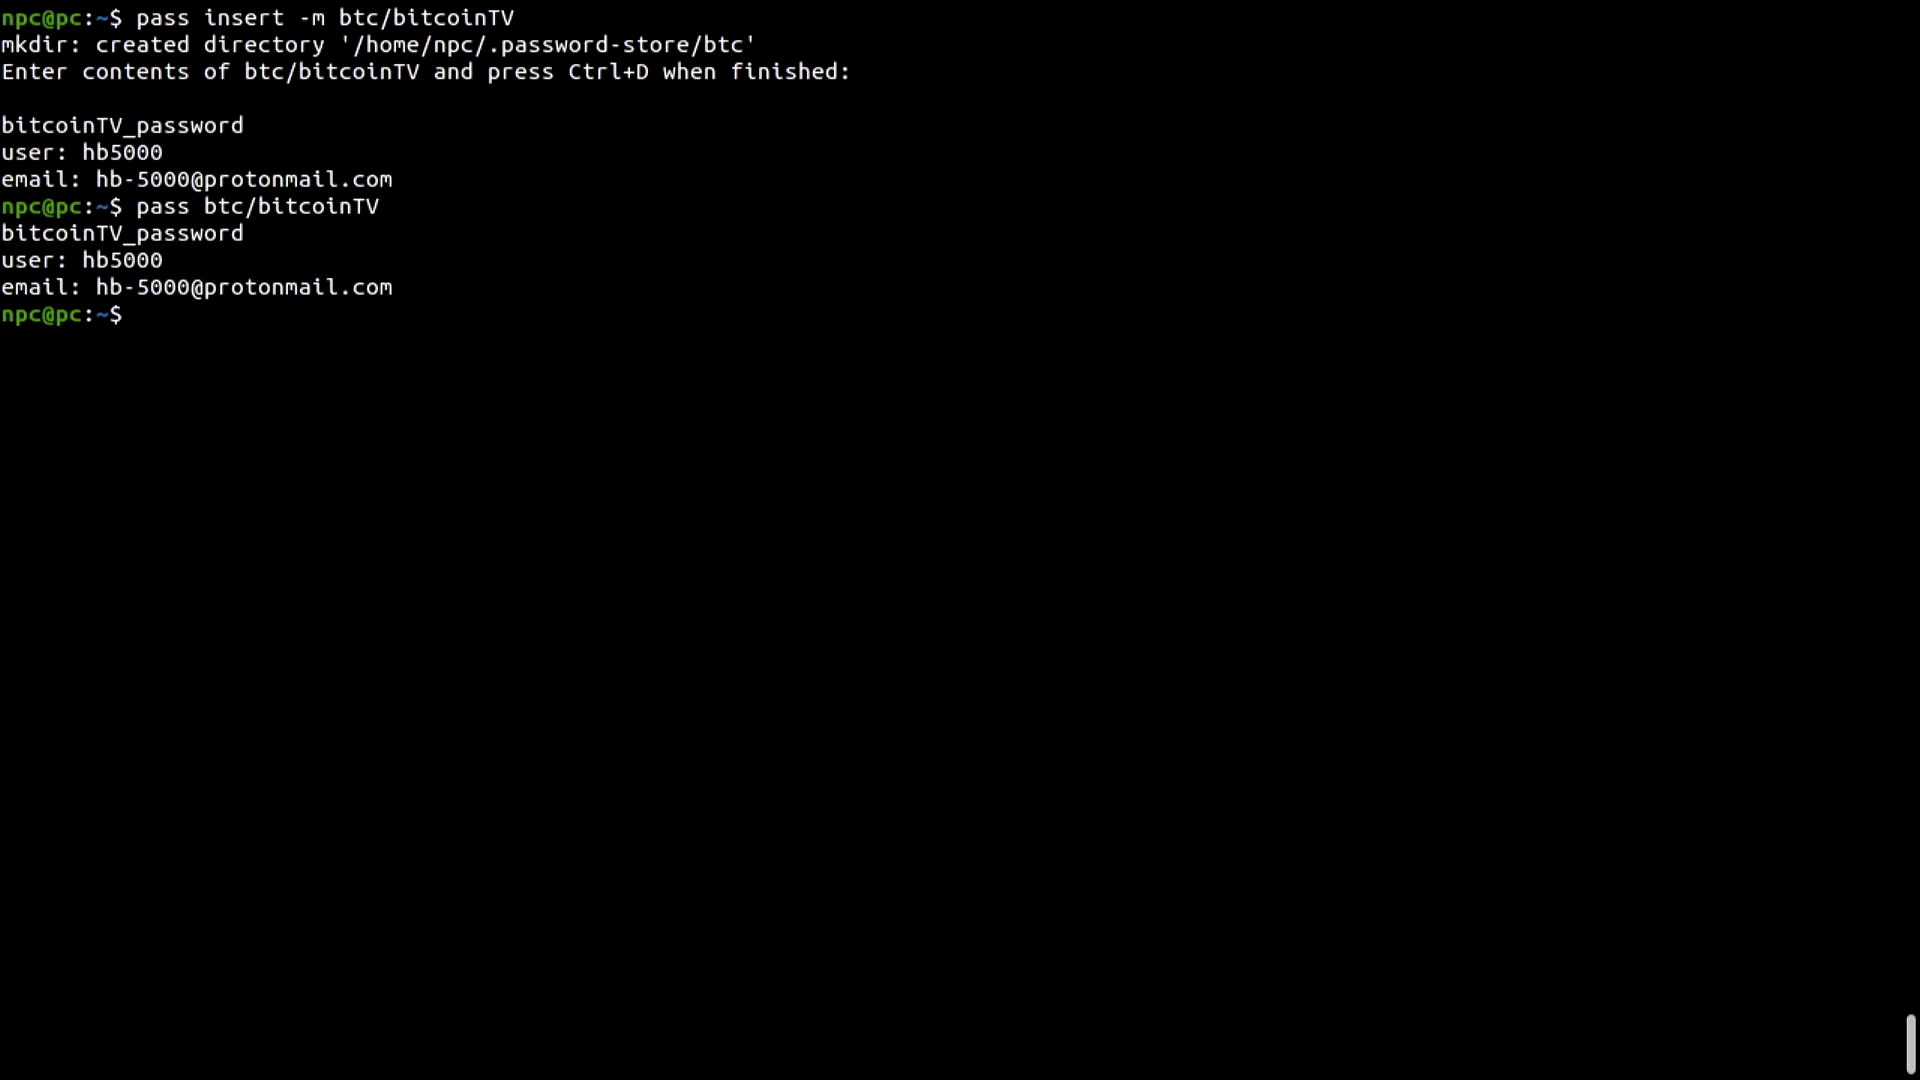 npc@pc:~$ pass insert -m btc/bitcoinTV
mkdir: created directory '/home/npc/.password-store/btc'
Enter contents of btc/bitcoinTV and press Ctrl+D when finished:

bitcoinTV_password
user: hb5000
email: hb-5000@protonmail.com
npc@pc:~$ pass btc/bitcoinTV
bitcoinTV_password
user: hb5000
email: hb-5000@protonmail.com
npc@pc:~$